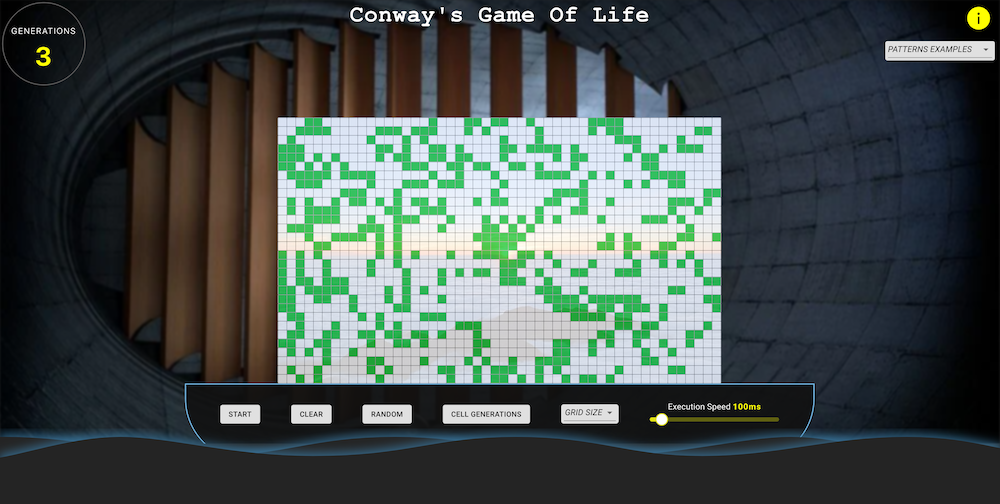 Conway's Game Of Life
GENERATIONS
3
i
PATTERNS EXAMPLES
START
CLEAR
RANDOM
CELL GENERATIONS
GRID SIZE
Execution Speed 100ms